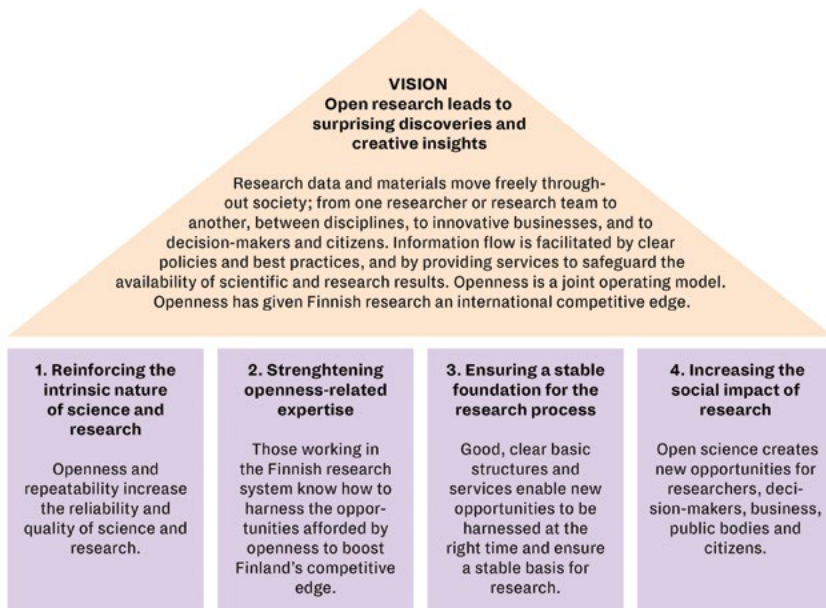 VISION
Open research leads to
surprising discoveries and
creative insights
Research data and materials move freely through-
out society; from one researcher or research team to
another, between disciplines, to innovative businesses, and to
decision-makers and citizens. Information flow is facilitated by clear
policies and best practices, and by providing services to safeguard the
availability of scientific and research results. Openness is a joint operating model.
Openness has given Finnish research an international competitive edge.
1. Reinforcing the
intrinsic nature
of science and
research
Openness and
repeatability increase
the reliability and
quality of science and
research.
2. Strenghtening
openness-related
expertise
Those working in
the Finnish research
system know how to
harness the oppor-
tunities afforded by
openness to boost
Finland's competitive
edge.
3. Ensuring a stable
foundation for the
research process
Good, clear basic
structures and
services enable new
opportunities to be
harnessed at the
right time and ensure
a stable basis for
research.
4. Increasing the
social impact of
research
Open science creates
new opportunities for
researchers, deci-
sion-makers, business,
public bodies and
citizens.